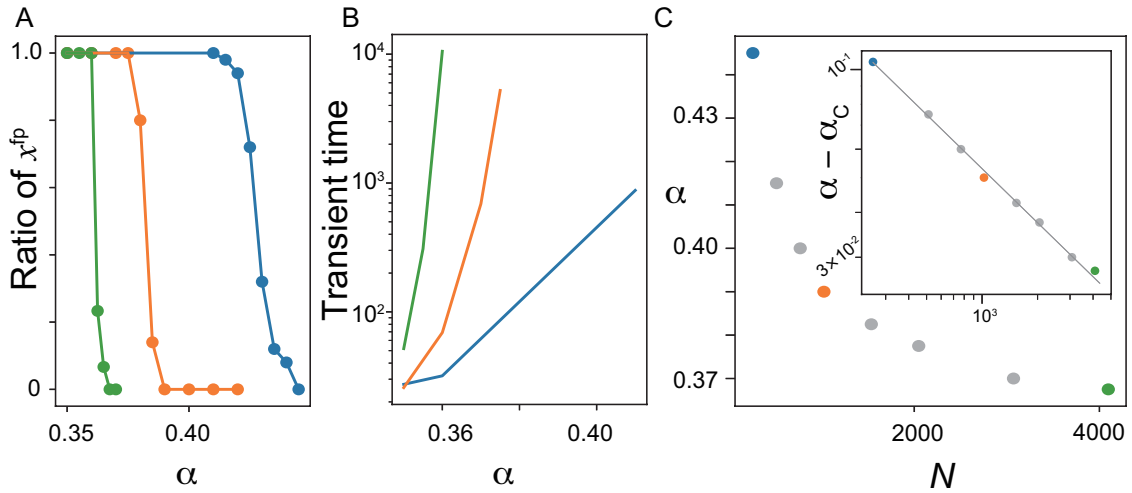 A
Ratio of x^fp
1.0
0
0.35
0.40
α
B
Transient time
10^4
10^3
10^2
0.36
0.40
α
C
α
0.43
0.40
0.37
2000
4000
N
α − α_C
10^-1
3×10^-2
10^3